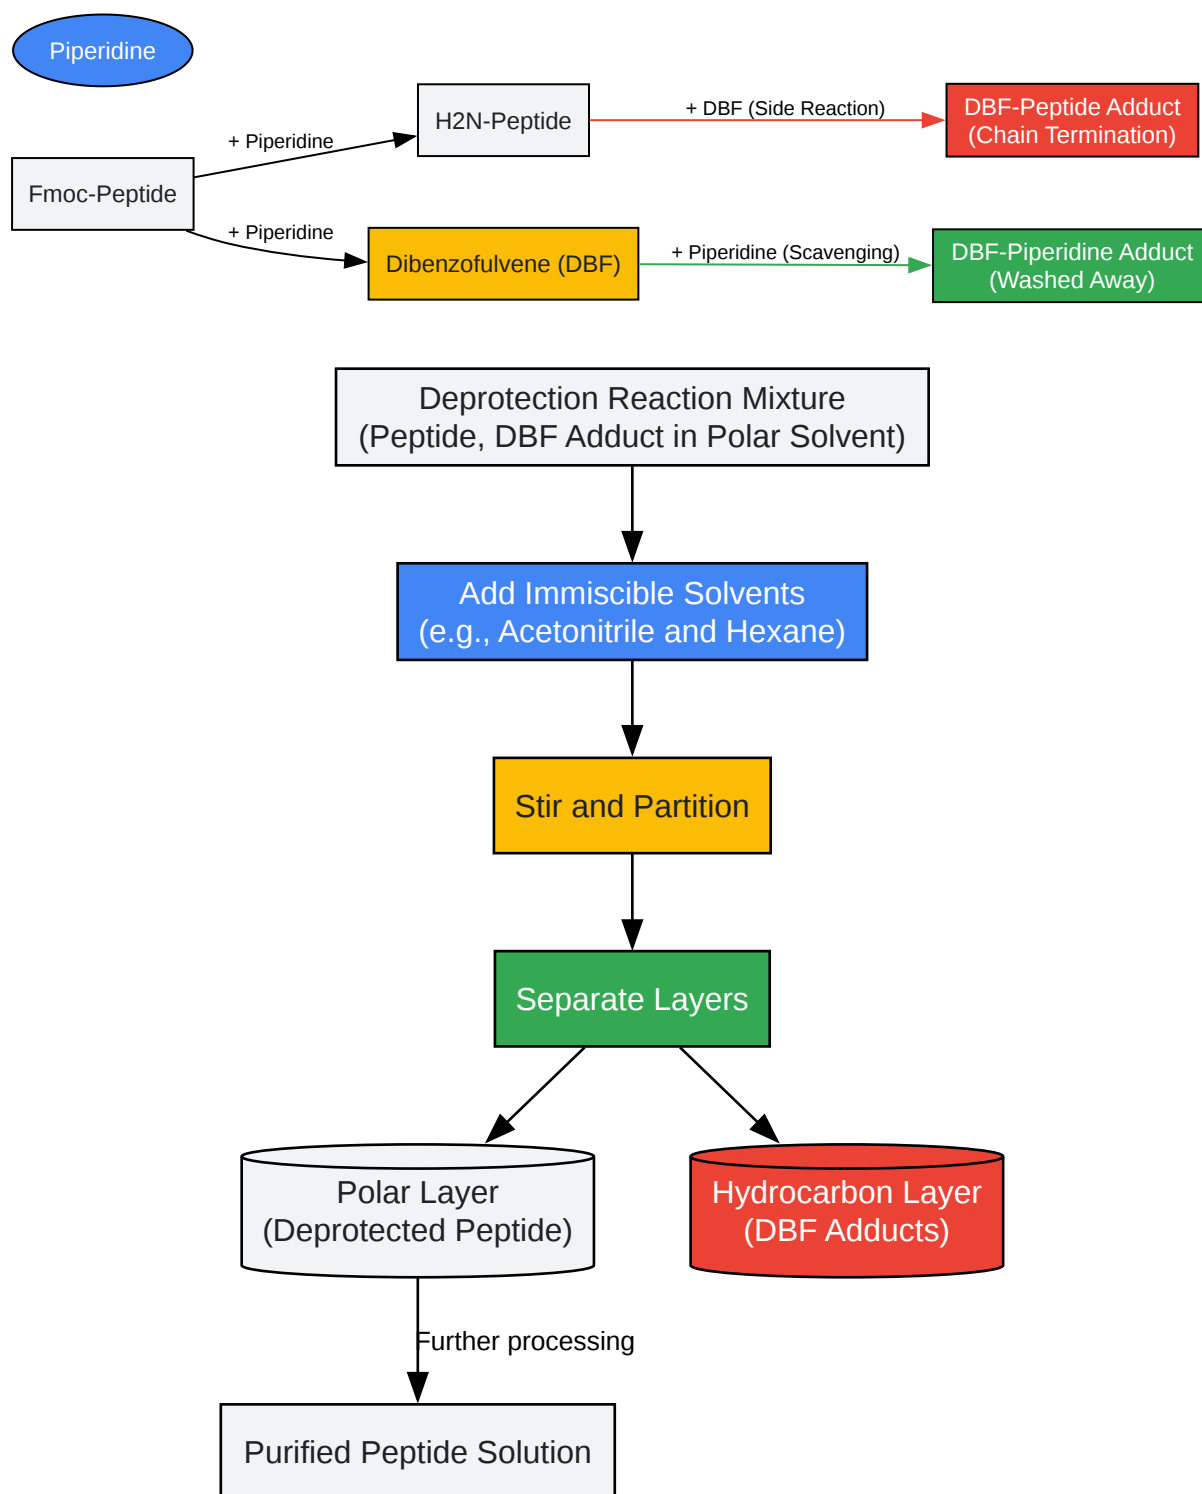 Piperidine
H2N-Peptide
+ DBF (Side Reaction)
DBF-Peptide Adduct
(Chain Termination)
+ Piperidine
Fmoc-Peptide
+ Piperidine
Dibenzofulvene (DBF)
+ Piperidine (Scavenging)
DBF-Piperidine Adduct
(Washed Away)
Deprotection Reaction Mixture
(Peptide, DBF Adduct in Polar Solvent)
Add Immiscible Solvents
(e.g., Acetonitrile and Hexane)
Stir and Partition
Separate Layers
Polar Layer
(Deprotected Peptide)
Hydrocarbon Layer
(DBF Adducts)
Further processing
Purified Peptide Solution